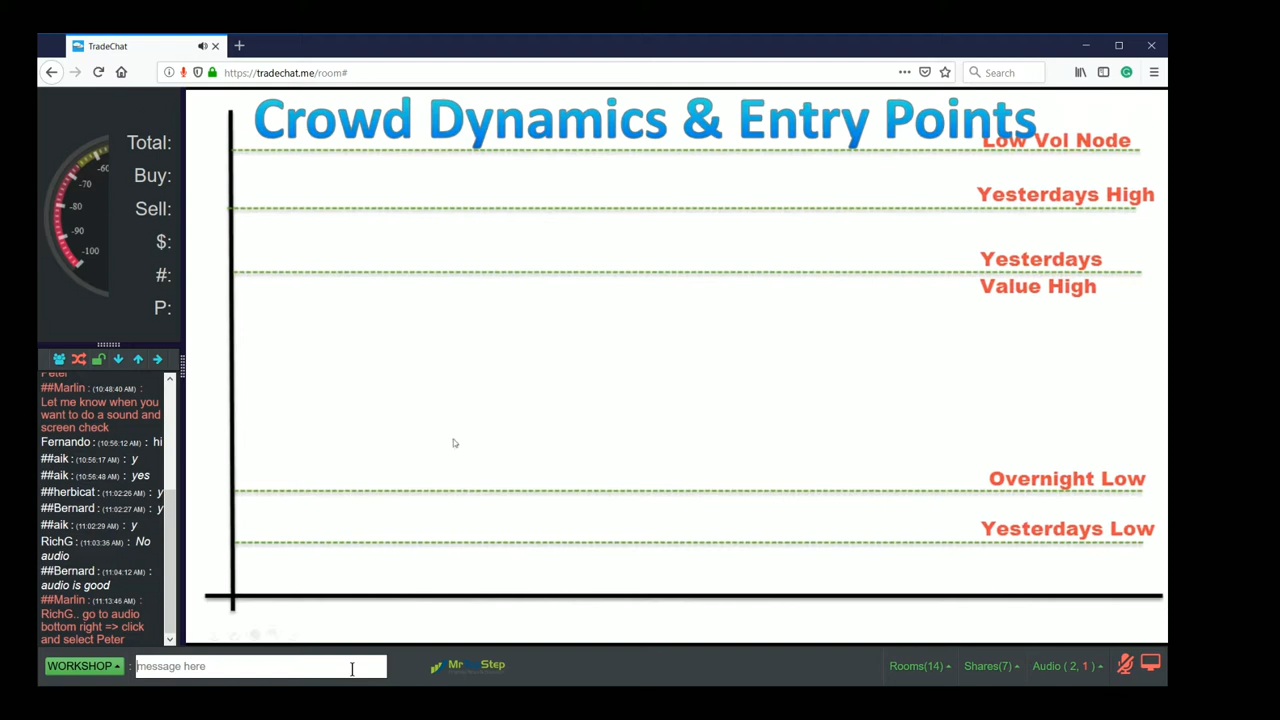 TradeChat
https://tradechat.me/room#
Search
Crowd Dynamics & Entry Points
Low Vol Node
Yesterdays High
Yesterdays
Value High
Overnight Low
Yesterdays Low
-60
-70
-80
-90
-100
Total:
Buy:
Sell:
$:
#:
P:
Peter
##Marlin : (10:48:40 AM) :
Let me know when you
want to do a sound and
screen check
Fernando : (10:56:12 AM) : hi
##aik : (10:56:17 AM) : y
##aik : (10:56:48 AM) : yes
##herbicat : (11:02:26 AM) : y
##Bernard : (11:02:27 AM) : y
##aik : (11:02:29 AM) : y
RichG : (11:03:36 AM) : No
audio
##Bernard : (11:04:12 AM) :
audio is good
##Marlin : (11:13:46 AM) :
RichG.. go to audio
bottom right => click
and select Peter
WORKSHOP :
message here
Rooms(14)
Shares(7)
Audio ( 2, 1 )